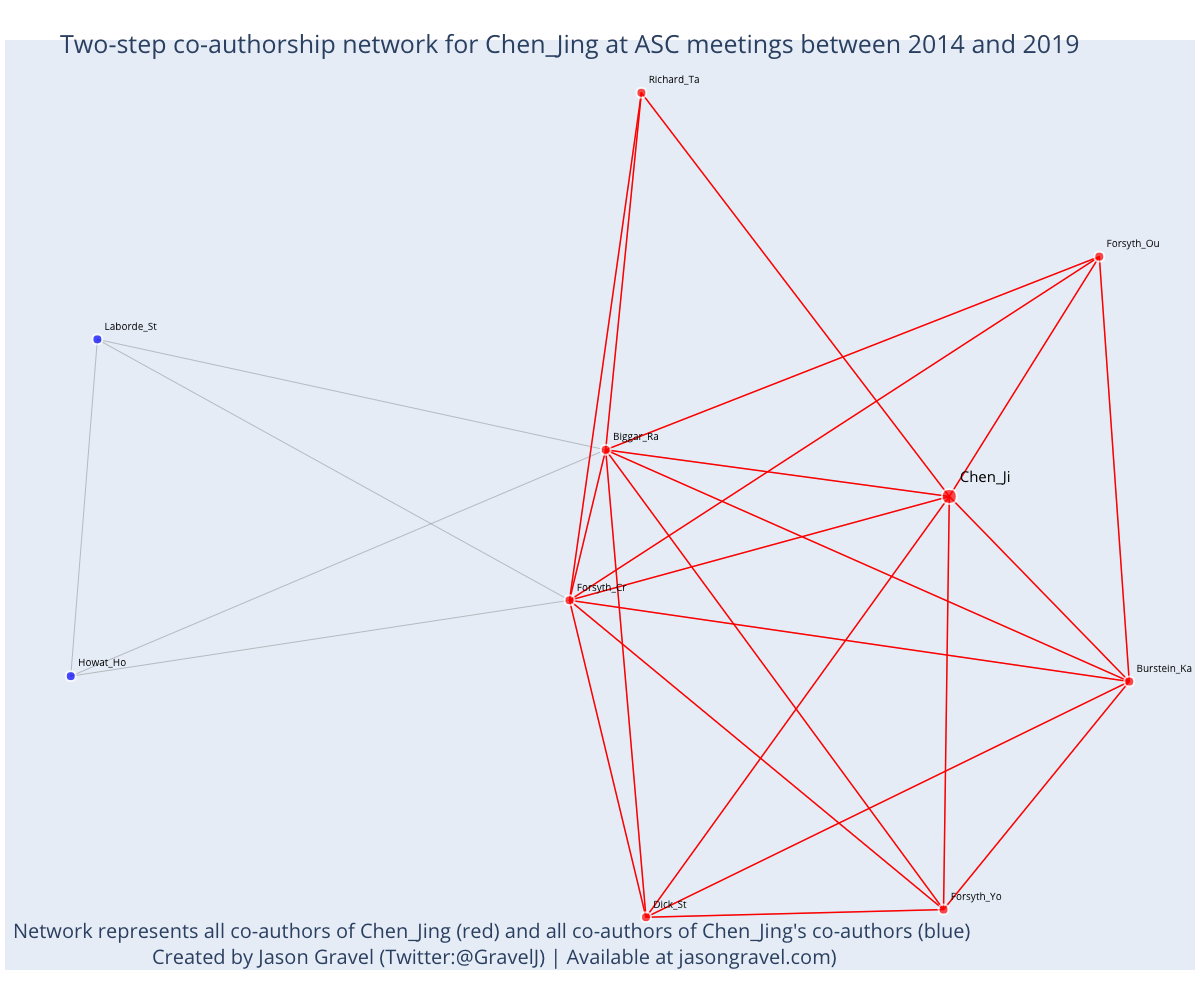 Two-step co-authorship network for Chen_Jing at ASC meetings between 2014 and 2019
Richard_Ta
Forsyth_Ou
Laborde_St
Biggar_Ra
Chen_Ji
Forsyth_Cr
Howat_Ho
Burstein_Ka
Dick_St
Forsyth_Yo
Network represents all co-authors of Chen_Jing (red) and all co-authors of Chen_Jing's co-authors (blue)
Created by Jason Gravel (Twitter:@GravelJ) | Available at jasongravel.com)